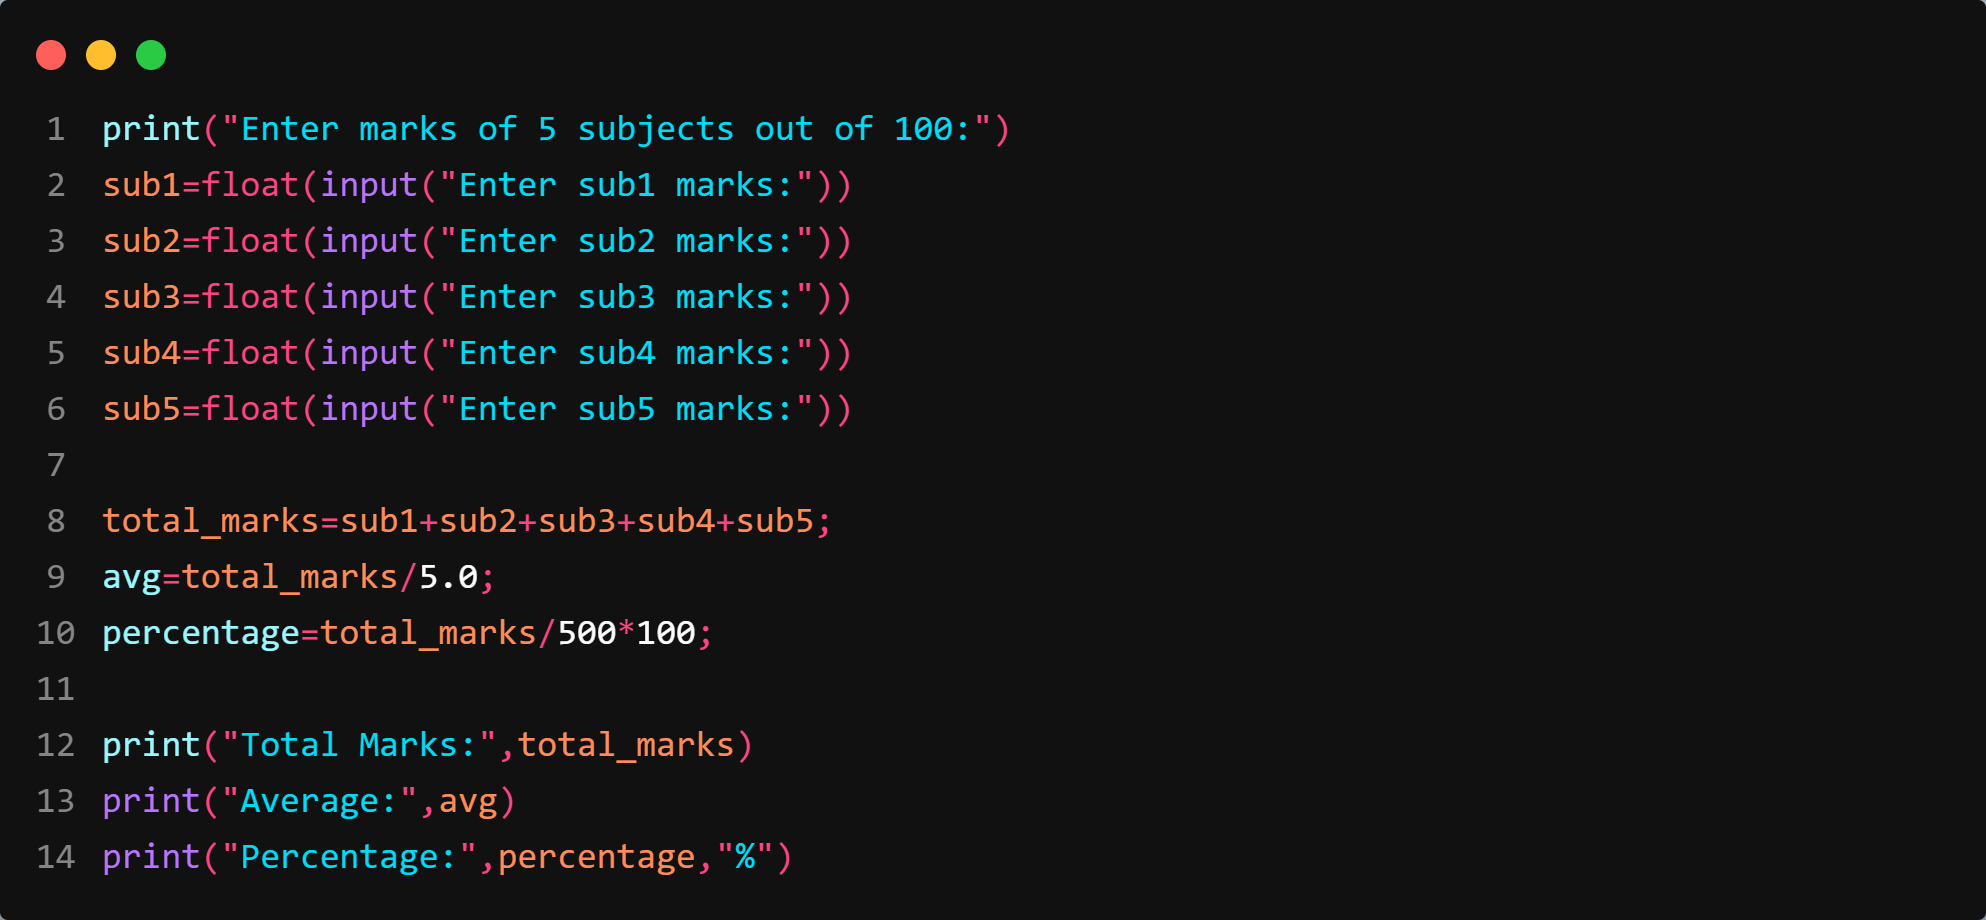 1 print("Enter marks of 5 subjects out of 100:")
2 sub1=float(input("Enter sub1 marks:"))
3 sub2=float(input("Enter sub2 marks:"))
4 sub3=float(input("Enter sub3 marks:"))
5 sub4=float(input("Enter sub4 marks:"))
6 sub5=float(input("Enter sub5 marks:"))
7
8 total_marks=sub1+sub2+sub3+sub4+sub5;
9 avg=total_marks/5.0;
10 percentage=total_marks/500*100;
11
12 print("Total Marks:",total_marks)
13 print("Average:",avg)
14 print("Percentage:",percentage,"%")